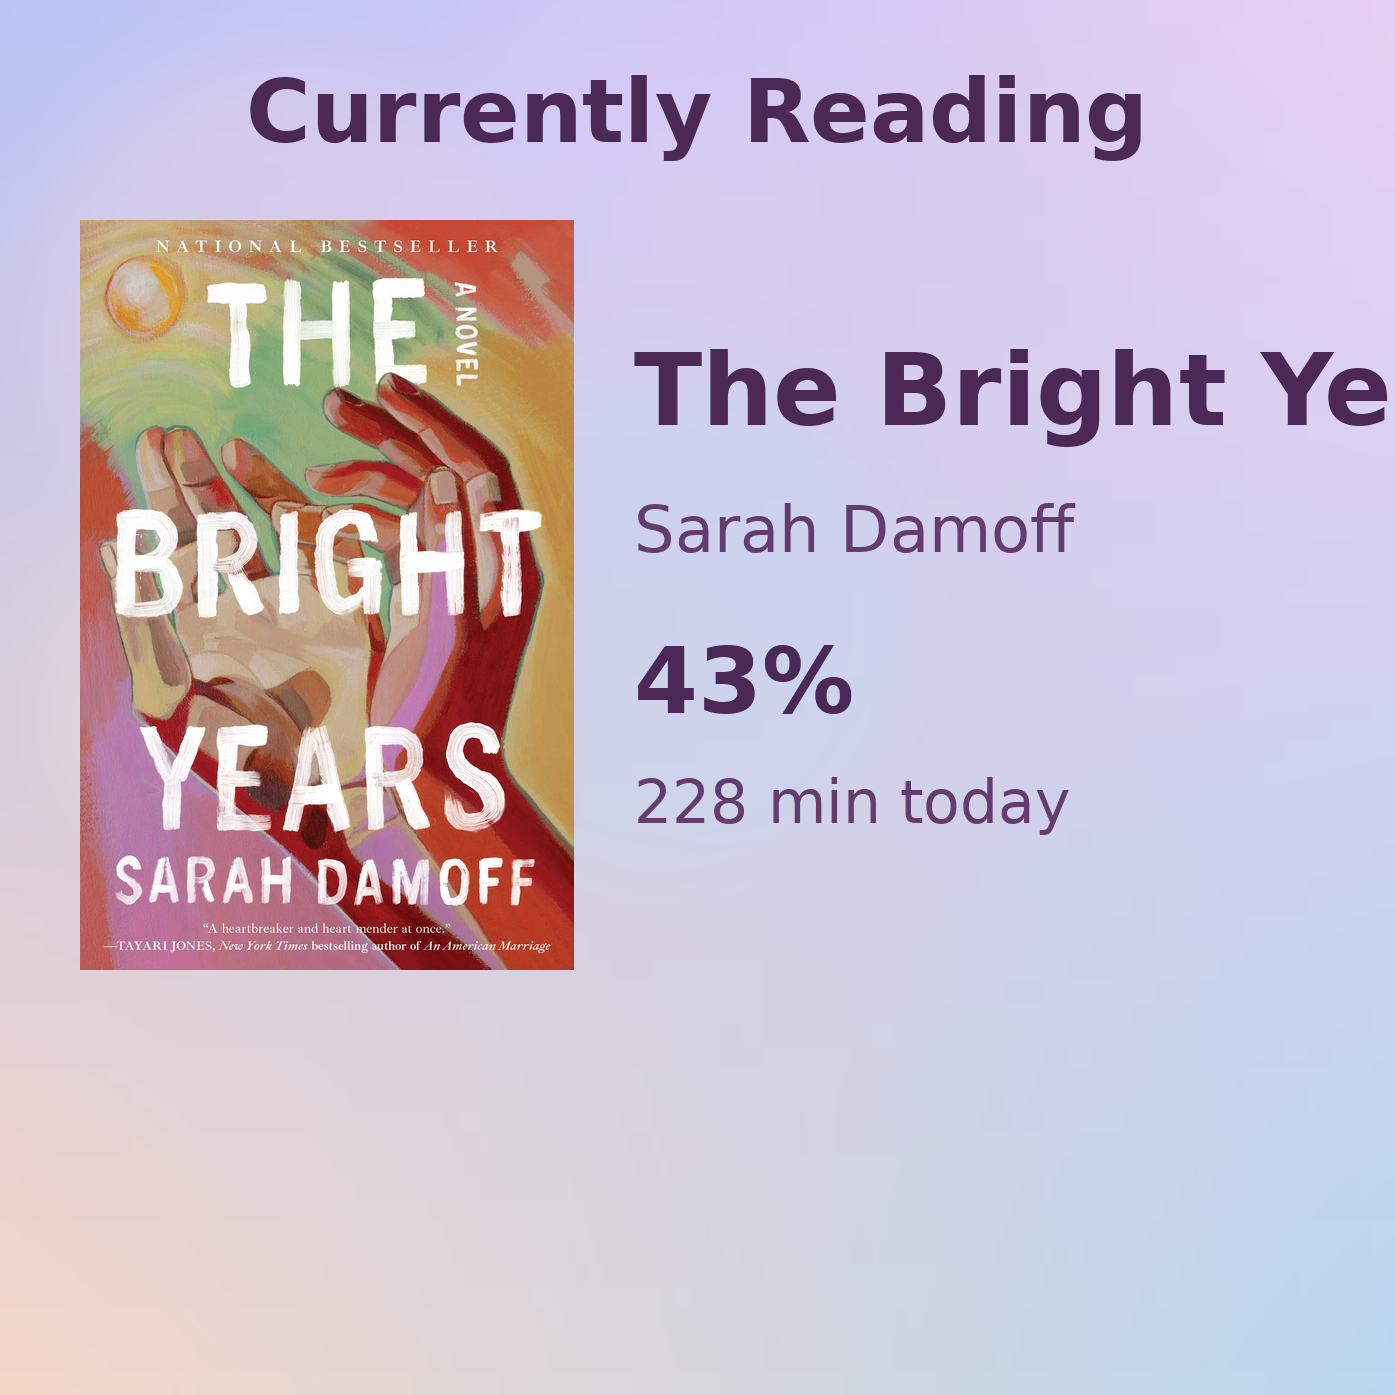 Currently Reading
NATIONAL BESTSELLER
THE
A NOVEL
BRIGHT
YEARS
SARAH DAMOFF
“A heartbreaker and heart mender at once.”
—TAYARI JONES, New York Times bestselling author of An American Marriage
The Bright Ye
Sarah Damoff
43%
228 min today